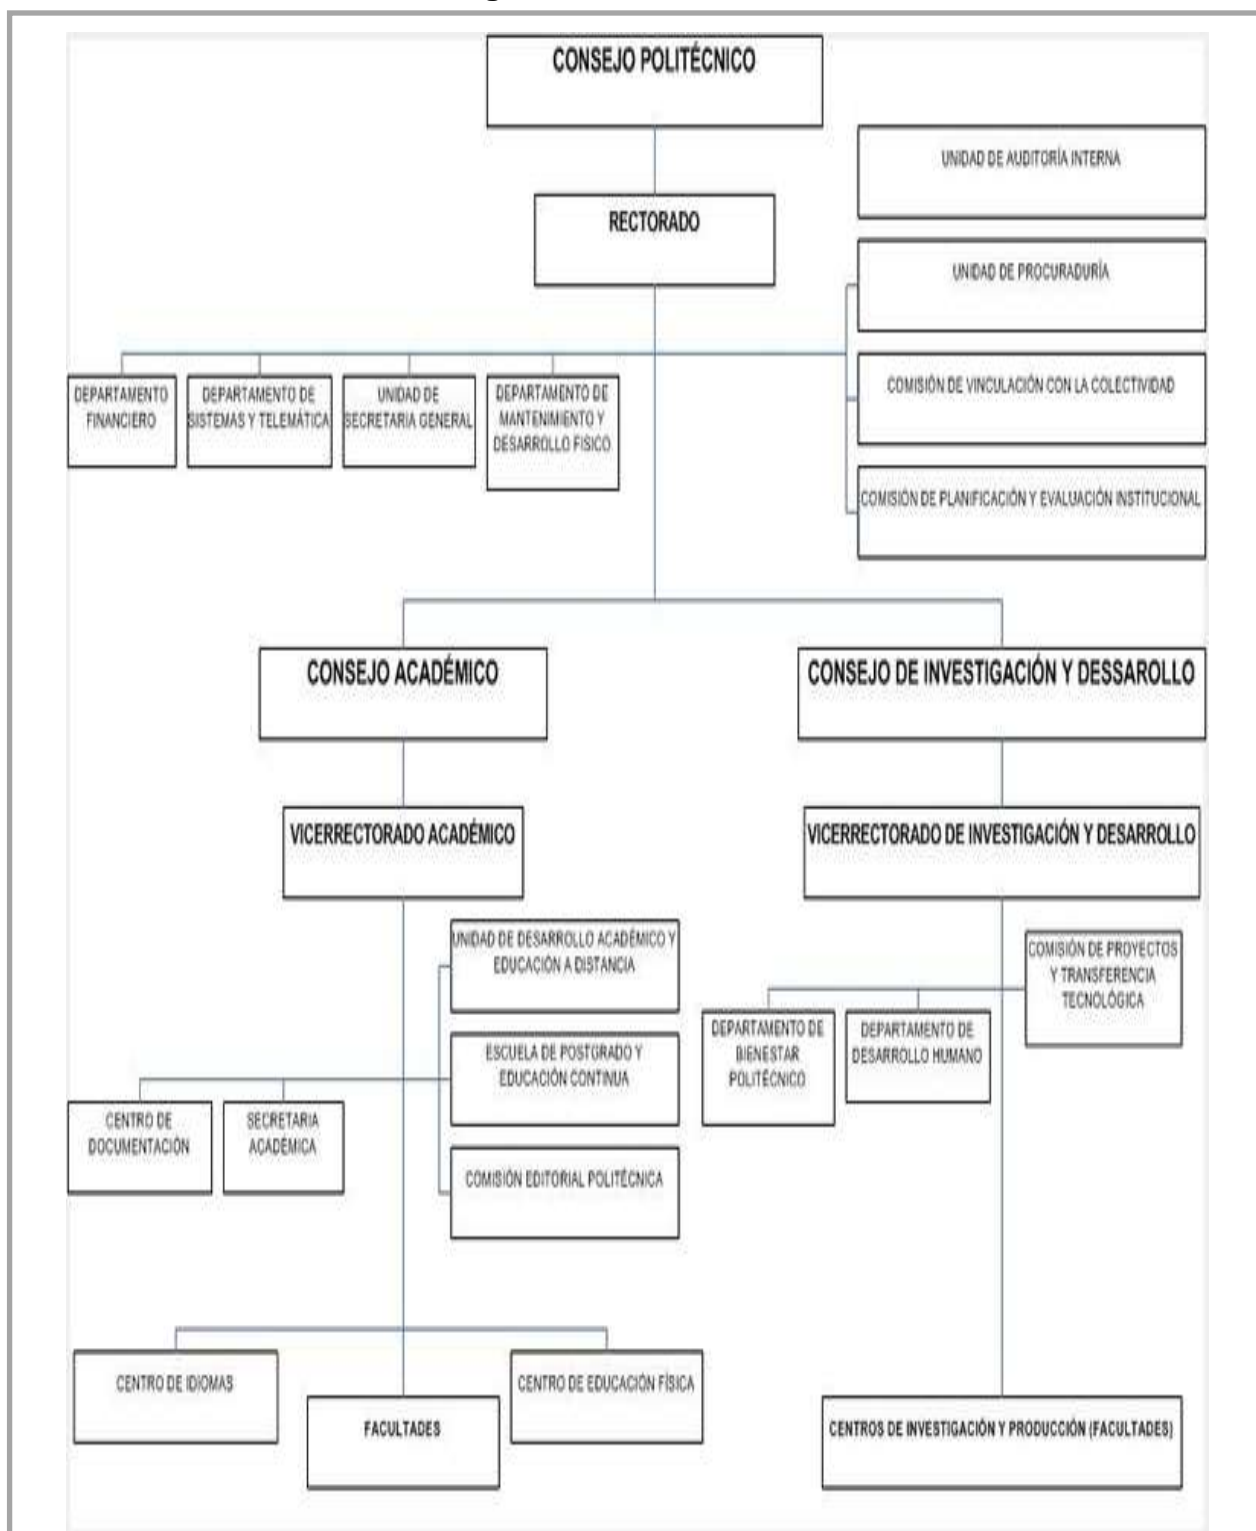 CONSEJO POLITÉCNICO
UNIDAD DE AUDITORÍA INTERNA
RECTORADO
UNIDAD DE PROCURADURÍA
DEPARTAMENTO
FINANCIERO
DEPARTAMENTO DE
SISTEMAS Y TELEMÁTICA
UNIDAD DE
SECRETARIA GENERAL
DEPARTAMENTO DE
MANTENIMIENTO Y
DESARROLLO FISICO
COMISIÓN DE VINCULACIÓN CON LA COLECTIVIDAD
COMISIÓN DE PLANIFICACIÓN Y EVALUACIÓN INSTITUCIONAL
CONSEJO ACADÉMICO
CONSEJO DE INVESTIGACIÓN Y DESSAROLLO
VICERRECTORADO ACADÉMICO
VICERRECTORADO DE INVESTIGACIÓN Y DESARROLLO
UNIDAD DE DESARROLLO ACADÉMICO Y
EDUCACIÓN A DISTANCIA
COMISIÓN DE PROYECTOS
Y TRANSFERENCIA
TECNOLÓGICA
DEPARTAMENTO DE
BIENESTAR
POLITÉCNICO
DEPARTAMENTO DE
DESARROLLO HUMANO
ESCUELA DE POSTGRADO Y
EDUCACIÓN CONTINUA
CENTRO DE
DOCUMENTACIÓN
SECRETARIA
ACADÉMICA
COMISIÓN EDITORIAL POLITÉCNICA
CENTRO DE IDIOMAS
CENTRO DE EDUCACIÓN FÍSICA
FACULTADES
CENTROS DE INVESTIGACIÓN Y PRODUCCIÓN (FACULTADES)